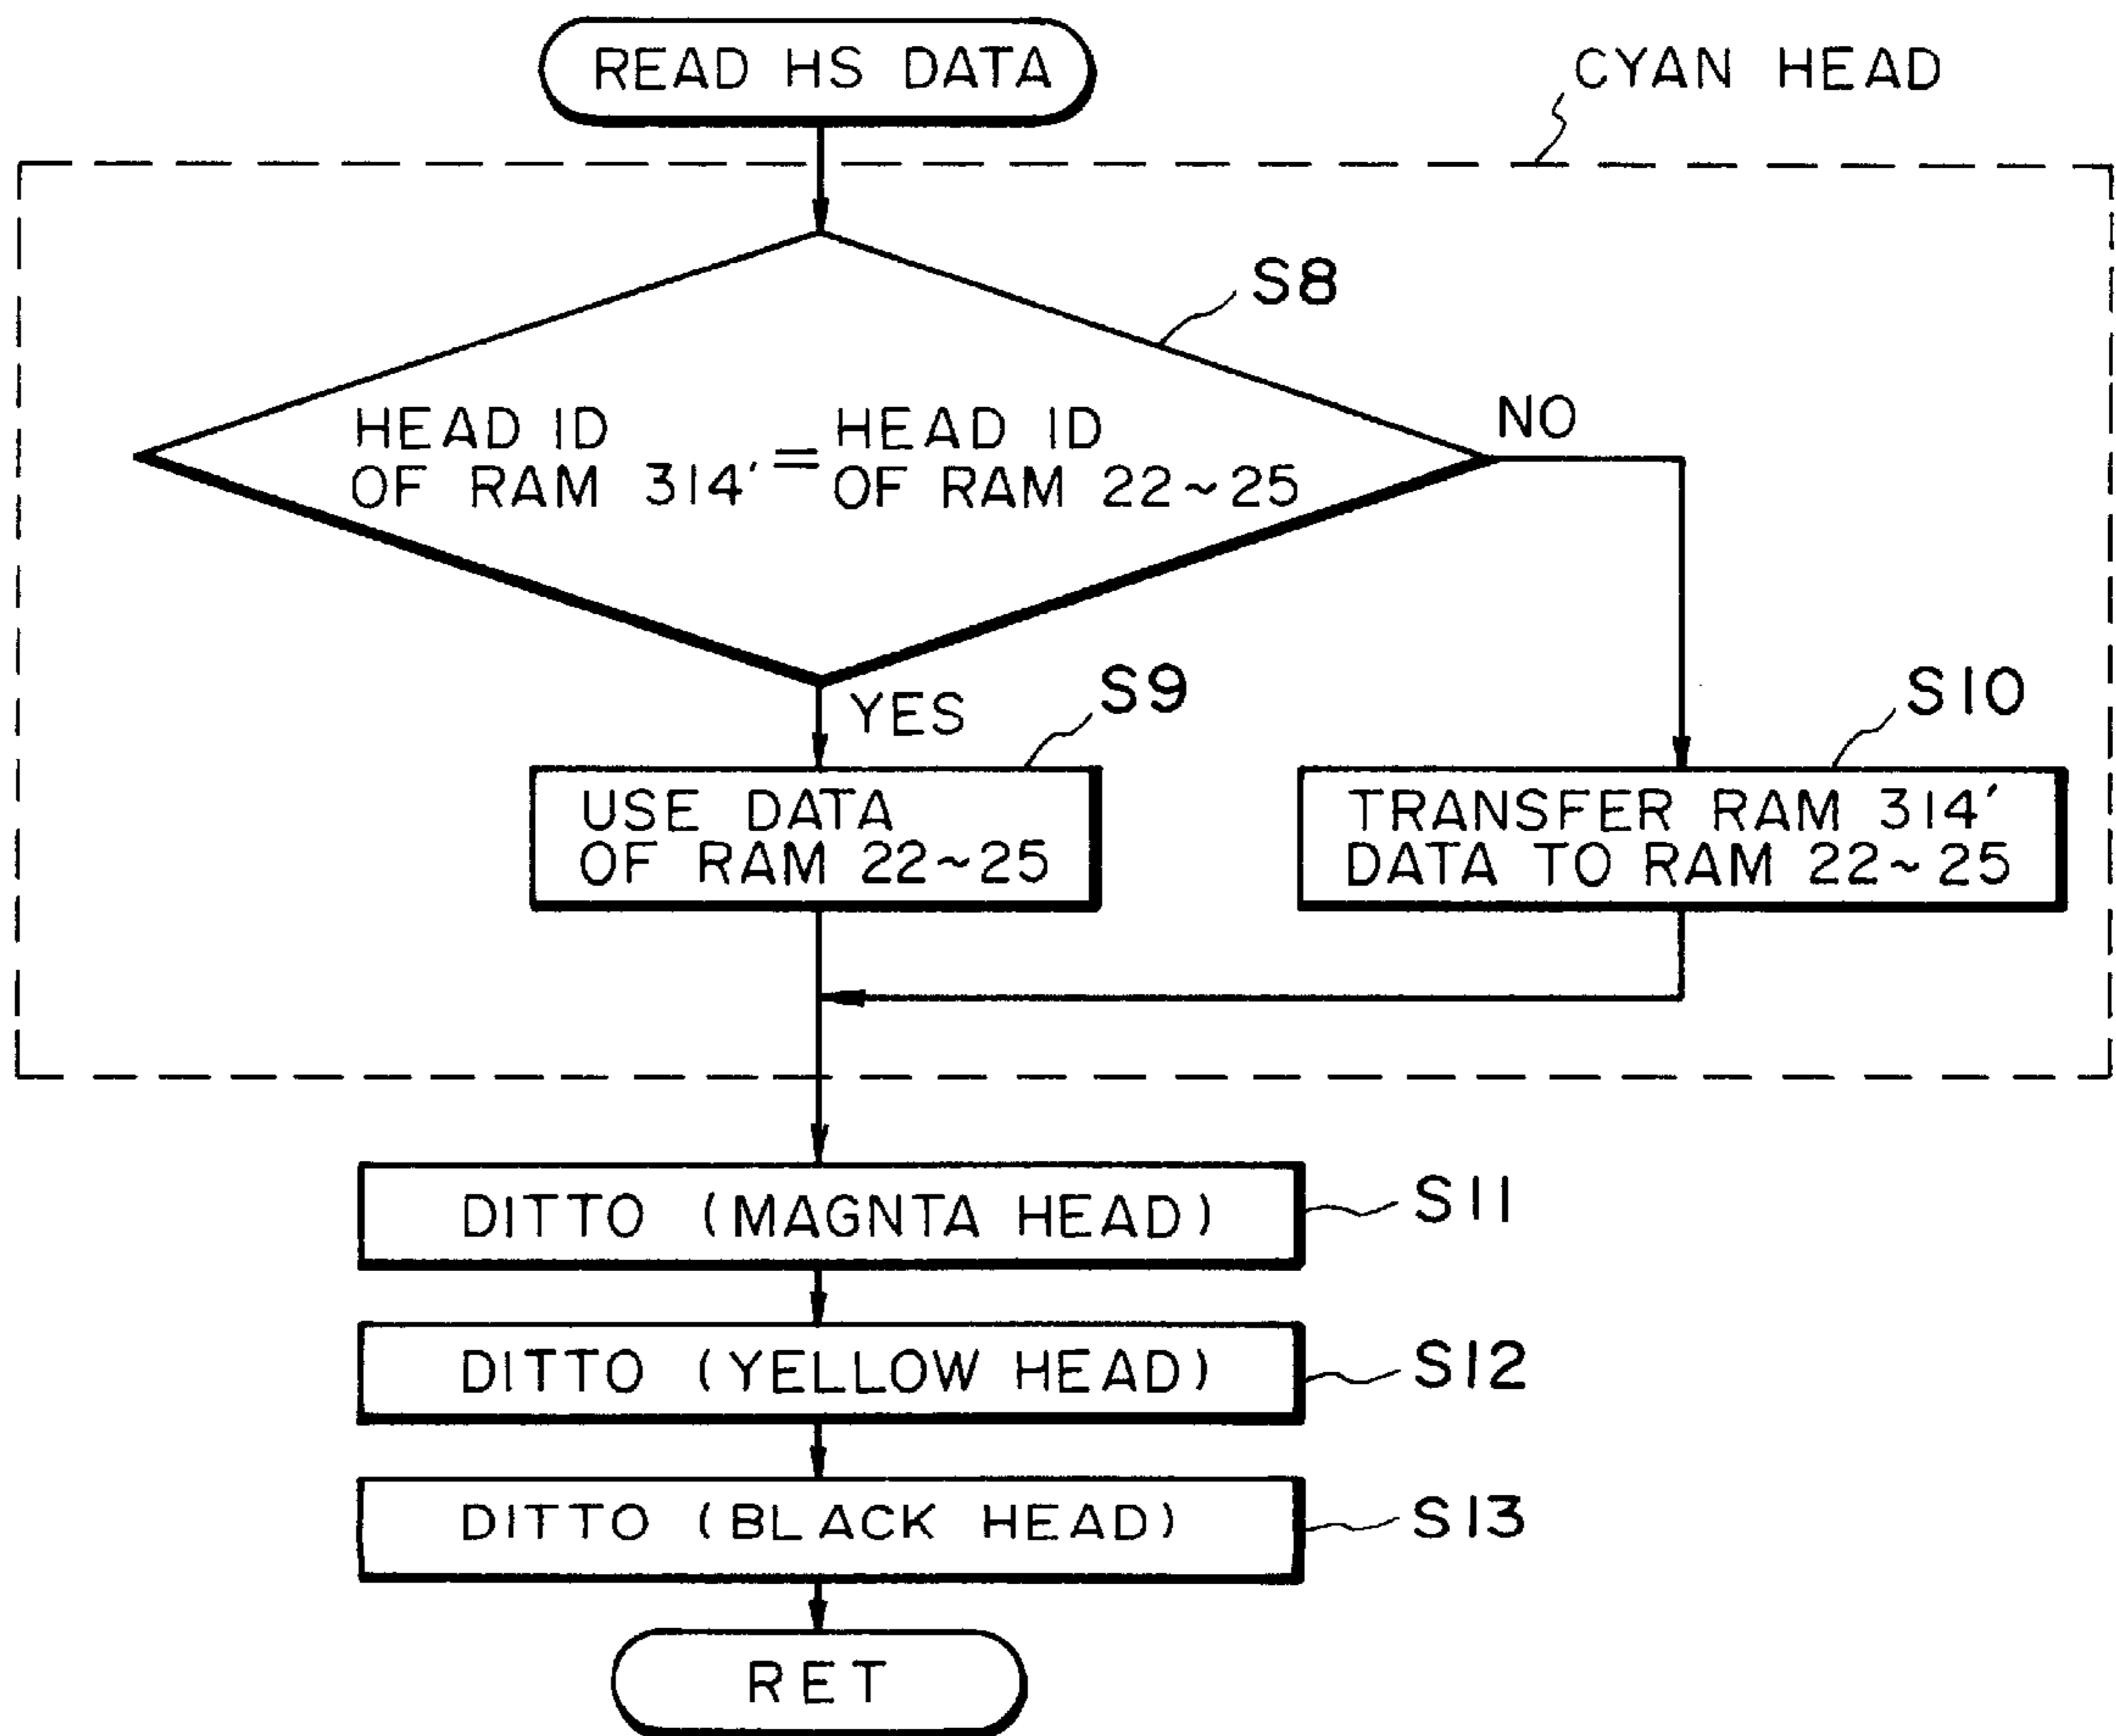 READ HS DATA
CYAN HEAD
S8
HEAD ID = HEAD ID
OF RAM 314' OF RAM 22~25
NO
YES
S9
S10
USE DATA
OF RAM 22~25
TRANSFER RAM 314'
DATA TO RAM 22~25
DITTO (MAGNTA HEAD)
S11
DITTO (YELLOW HEAD)
S12
DITTO (BLACK HEAD)
S13
RET